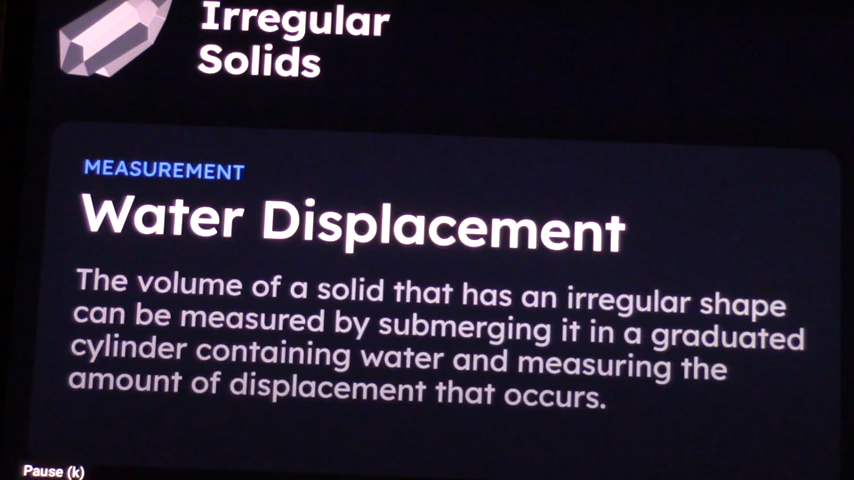 Irregular
Solids
MEASUREMENT
Water Displacement
The volume of a solid that has an irregular shape
can be measured by submerging it in a graduated
cylinder containing water and measuring the
amount of displacement that occurs.
Pause (k)